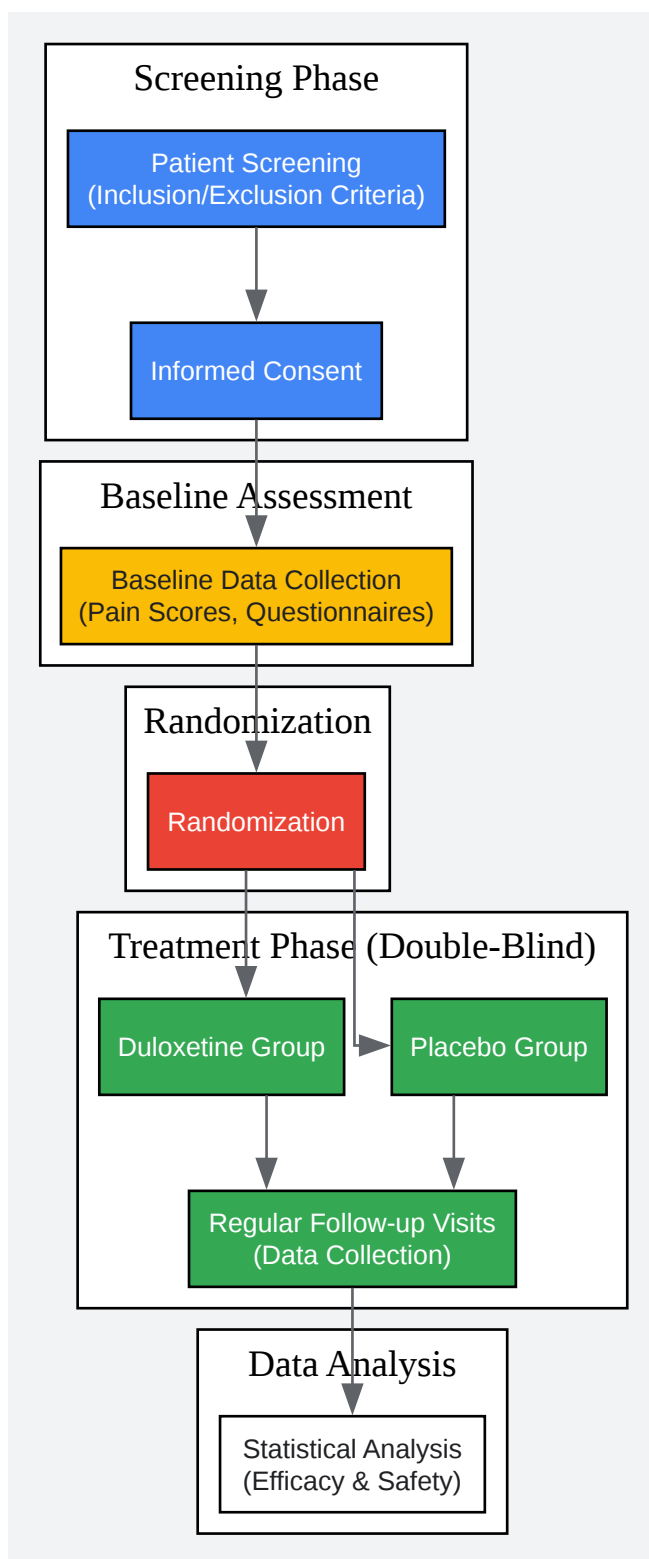 Screening Phase
Patient Screening
(Inclusion/Exclusion Criteria)
Informed Consent
Baseline Assessment
Baseline Data Collection
(Pain Scores, Questionnaires)
Randomization
Randomization
Treatment Phase (Double-Blind)
Duloxetine Group
Placebo Group
Regular Follow-up Visits
(Data Collection)
Data Analysis
Statistical Analysis
(Efficacy & Safety)